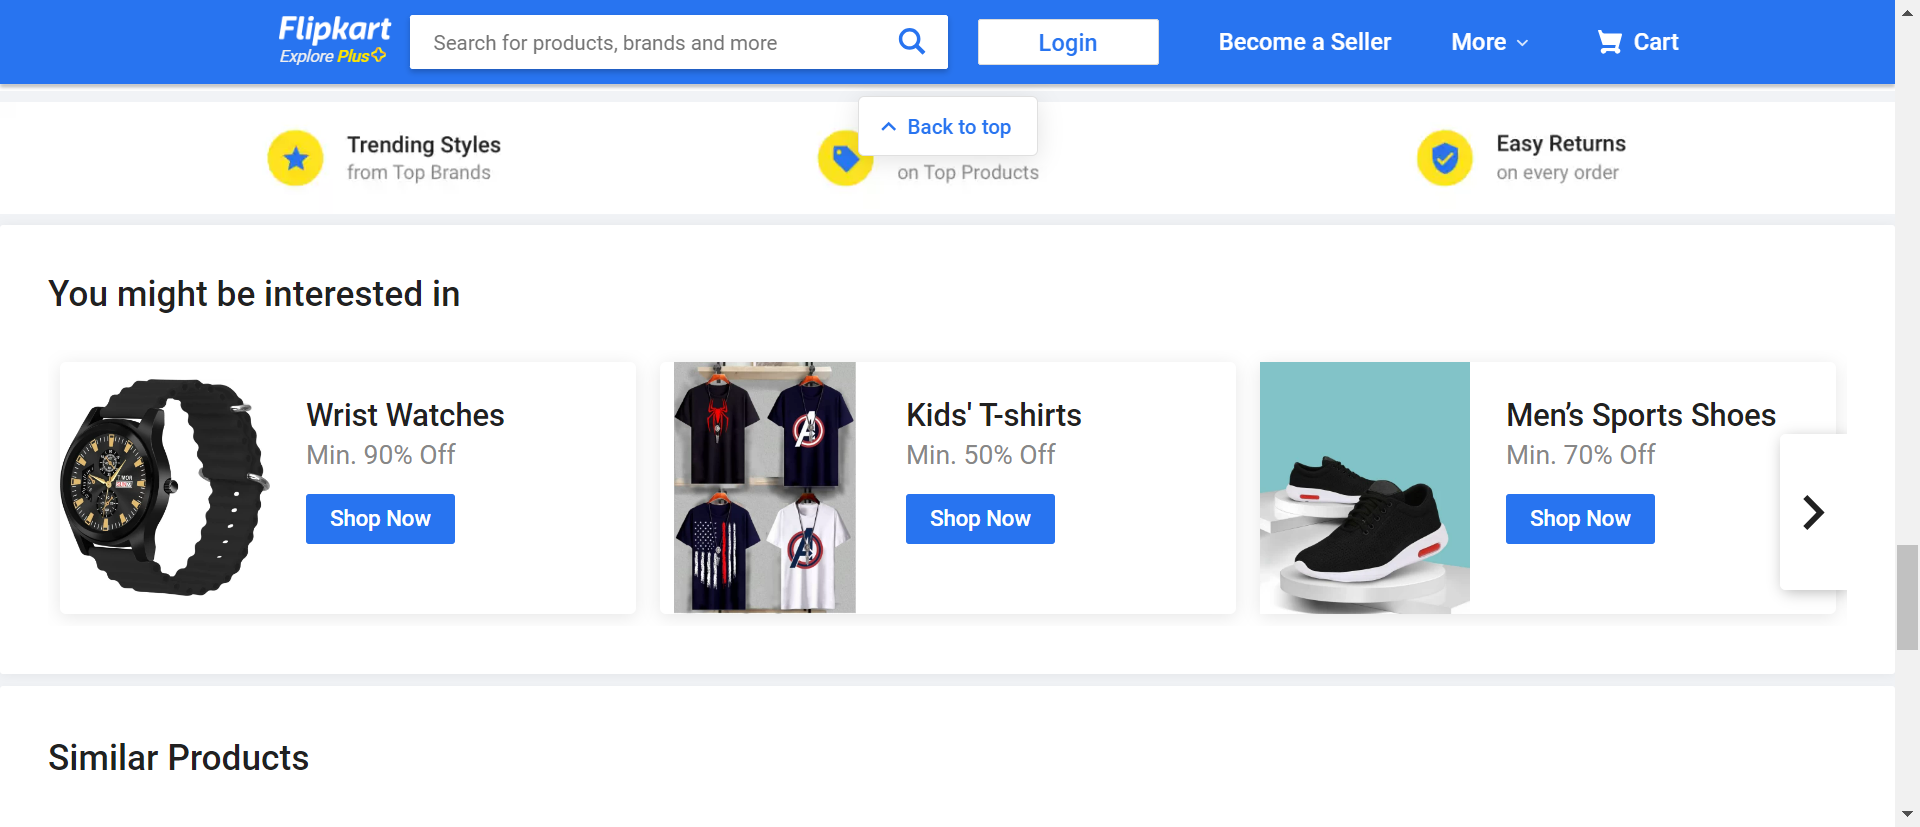 Flipkart
Explore Plus
Search for products, brands and more
Login
Become a Seller
More
Cart
Back to top
Trending Styles
from Top Brands
on Top Products
Easy Returns
on every order
You might be interested in
Wrist Watches
Min. 90% Off
Shop Now
Kids' T-shirts
Min. 50% Off
Shop Now
Men’s Sports Shoes
Min. 70% Off
Shop Now
Similar Products